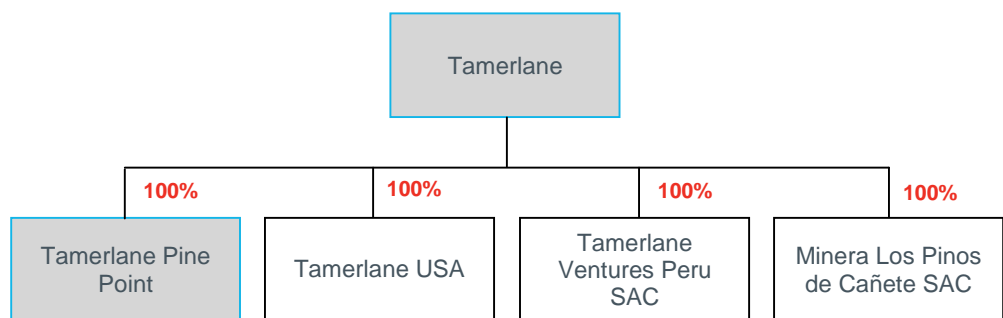 Tamerlane
100%
100%
100%
100%
Tamerlane Pine
Point
Tamerlane USA
Tamerlane
Ventures Peru
SAC
Minera Los Pinos
de Cañete SAC